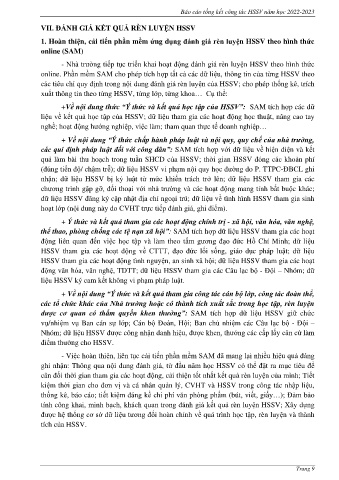 Báo cáo tổng kết công tác HSSV năm học 2022-2023
VII. ĐÁNH GIÁ KẾT QUẢ RÈN LUYỆN HSSV
1. Hoàn thiện, cải tiến phần mềm ứng dụng đánh giá rèn luyện HSSV theo hình thức
online (SAM)
- Nhà trường tiếp tục triển khai hoạt động đánh giá rèn luyện HSSV theo hình thức
online. Phần mềm SAM cho phép tích hợp tất cả các dữ liệu, thông tin của từng HSSV theo
các tiêu chí quy định trong nội dung đánh giá rèn luyện của HSSV; cho phép thống kê, trích
xuất thông tin theo từng HSSV, từng lớp, từng khoa… Cụ thể:
+Về nội dung thức "Ý thức và kết quả học tập của HSSV": SAM tích hợp các dữ
liệu về kết quả học tập của HSSV; dữ liệu tham gia các hoạt động học thuật, nâng cao tay
nghề; hoạt động hướng nghiệp, việc làm; tham quan thực tế doanh nghiệp…
+ Về nội dung "Ý thức chấp hành pháp luật và nội quy, quy chế của nhà trường,
các qui định pháp luật đối với công dân": SAM tích hợp với dữ liệu về hiện diện và kết
quả làm bài thu hoạch trong tuần SHCD của HSSV; thời gian HSSV đóng các khoản phí
(đúng tiến độ/ chậm trễ); dữ liệu HSSV vi phạm nội quy học đường do P. TTPC-ĐBCL ghi
nhận; dữ liệu HSSV bị kỷ luật từ mức khiển trách trở lên; dữ liệu HSSV tham gia các
chương trình gặp gỡ, đối thoại với nhà trường và các hoạt động mang tính bắt buộc khác;
dữ liệu HSSV đăng ký cập nhật địa chỉ ngoại trú; dữ liệu về tình hình HSSV tham gia sinh
hoạt lớp (nội dung này do CVHT trực tiếp đánh giá, ghi điểm).
+ Ý thức và kết quả tham gia các hoạt động chính trị - xã hội, văn hóa, văn nghệ,
thể thao, phòng chống các tệ nạn xã hội": SAM tích hợp dữ liệu HSSV tham gia các hoạt
động liên quan đến việc học tập và làm theo tấm gương đạo đức Hồ Chí Minh; dữ liệu
HSSV tham gia các hoạt động về CTTT, đạo đức lối sống, giáo dục pháp luật; dữ liệu
HSSV tham gia các hoạt động tình nguyện, an sinh xã hội; dữ liệu HSSV tham gia các hoạt
động văn hóa, văn nghệ, TDTT; dữ liệu HSSV tham gia các Câu lạc bộ - Đội – Nhóm; dữ
liệu HSSV ký cam kết không vi phạm pháp luật.
+ Về nội dung "Ý thức và kết quả tham gia công tác cán bộ lớp, công tác đoàn thể,
các tổ chức khác của Nhà trường hoặc có thành tích xuất sắc trong học tập, rèn luyện
được cơ quan có thẩm quyền khen thưởng": SAM tích hợp dữ liệu HSSV giữ chức
vụ/nhiệm vụ Ban cán sự lớp; Cán bộ Đoàn, Hội; Ban chủ nhiệm các Câu lạc bộ - Đội –
Nhóm; dữ liệu HSSV được công nhận danh hiệu, được khen, thưởng các cấp lấy căn cứ làm
điểm thưởng cho HSSV.
- Việc hoàn thiện, liên tục cải tiến phần mềm SAM đã mang lại nhiều hiệu quả đáng
ghi nhận: Thông qua nội dung đánh giá, từ đầu năm học HSSV có thể đặt ra mục tiêu để
cân đối thời gian tham gia các hoạt động, cải thiện tốt nhất kết quả rèn luyện của mình; Tiết
kiệm thời gian cho đơn vị và cá nhân quản lý, CVHT và HSSV trong công tác nhập liệu,
thống kê, báo cáo; tiết kiệm đáng kể chi phí văn phòng phẩm (bút, viết, giấy…); Đảm bảo
tính công khai, minh bạch, khách quan trong đánh giá kết quả rèn luyện HSSV; Xây dựng
được hệ thống cơ sở dữ liệu tương đối hoàn chỉnh về quá trình học tập, rèn luyện và thành
tích của HSSV.
Trang 9